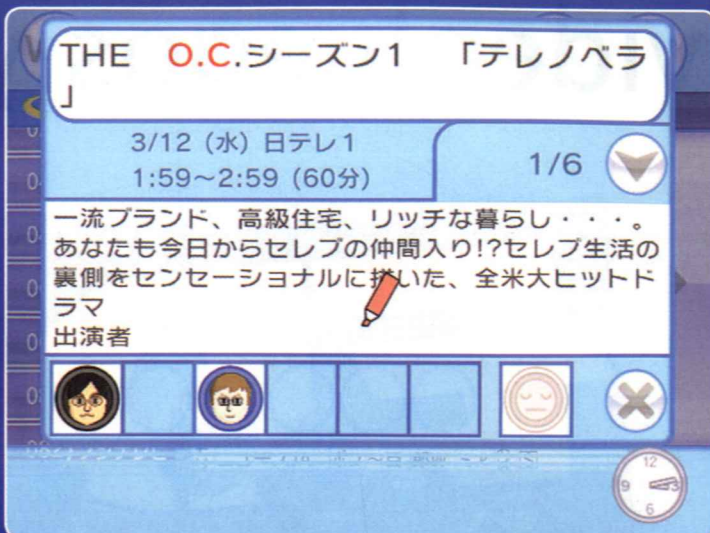 THE O.C.シーズン1 「テレノベラ
」
3/12 (水) 日テレ1
1:59~2:59 (60分)
1/6
一流ブランド、高級住宅、リッチな暮らし・・・。
あなたも今日からセレブの仲間入り!?セレブ生活の
裏側をセンセーショナルに描いた、全米大ヒットド
ラマ
出演者
12
9 3
6